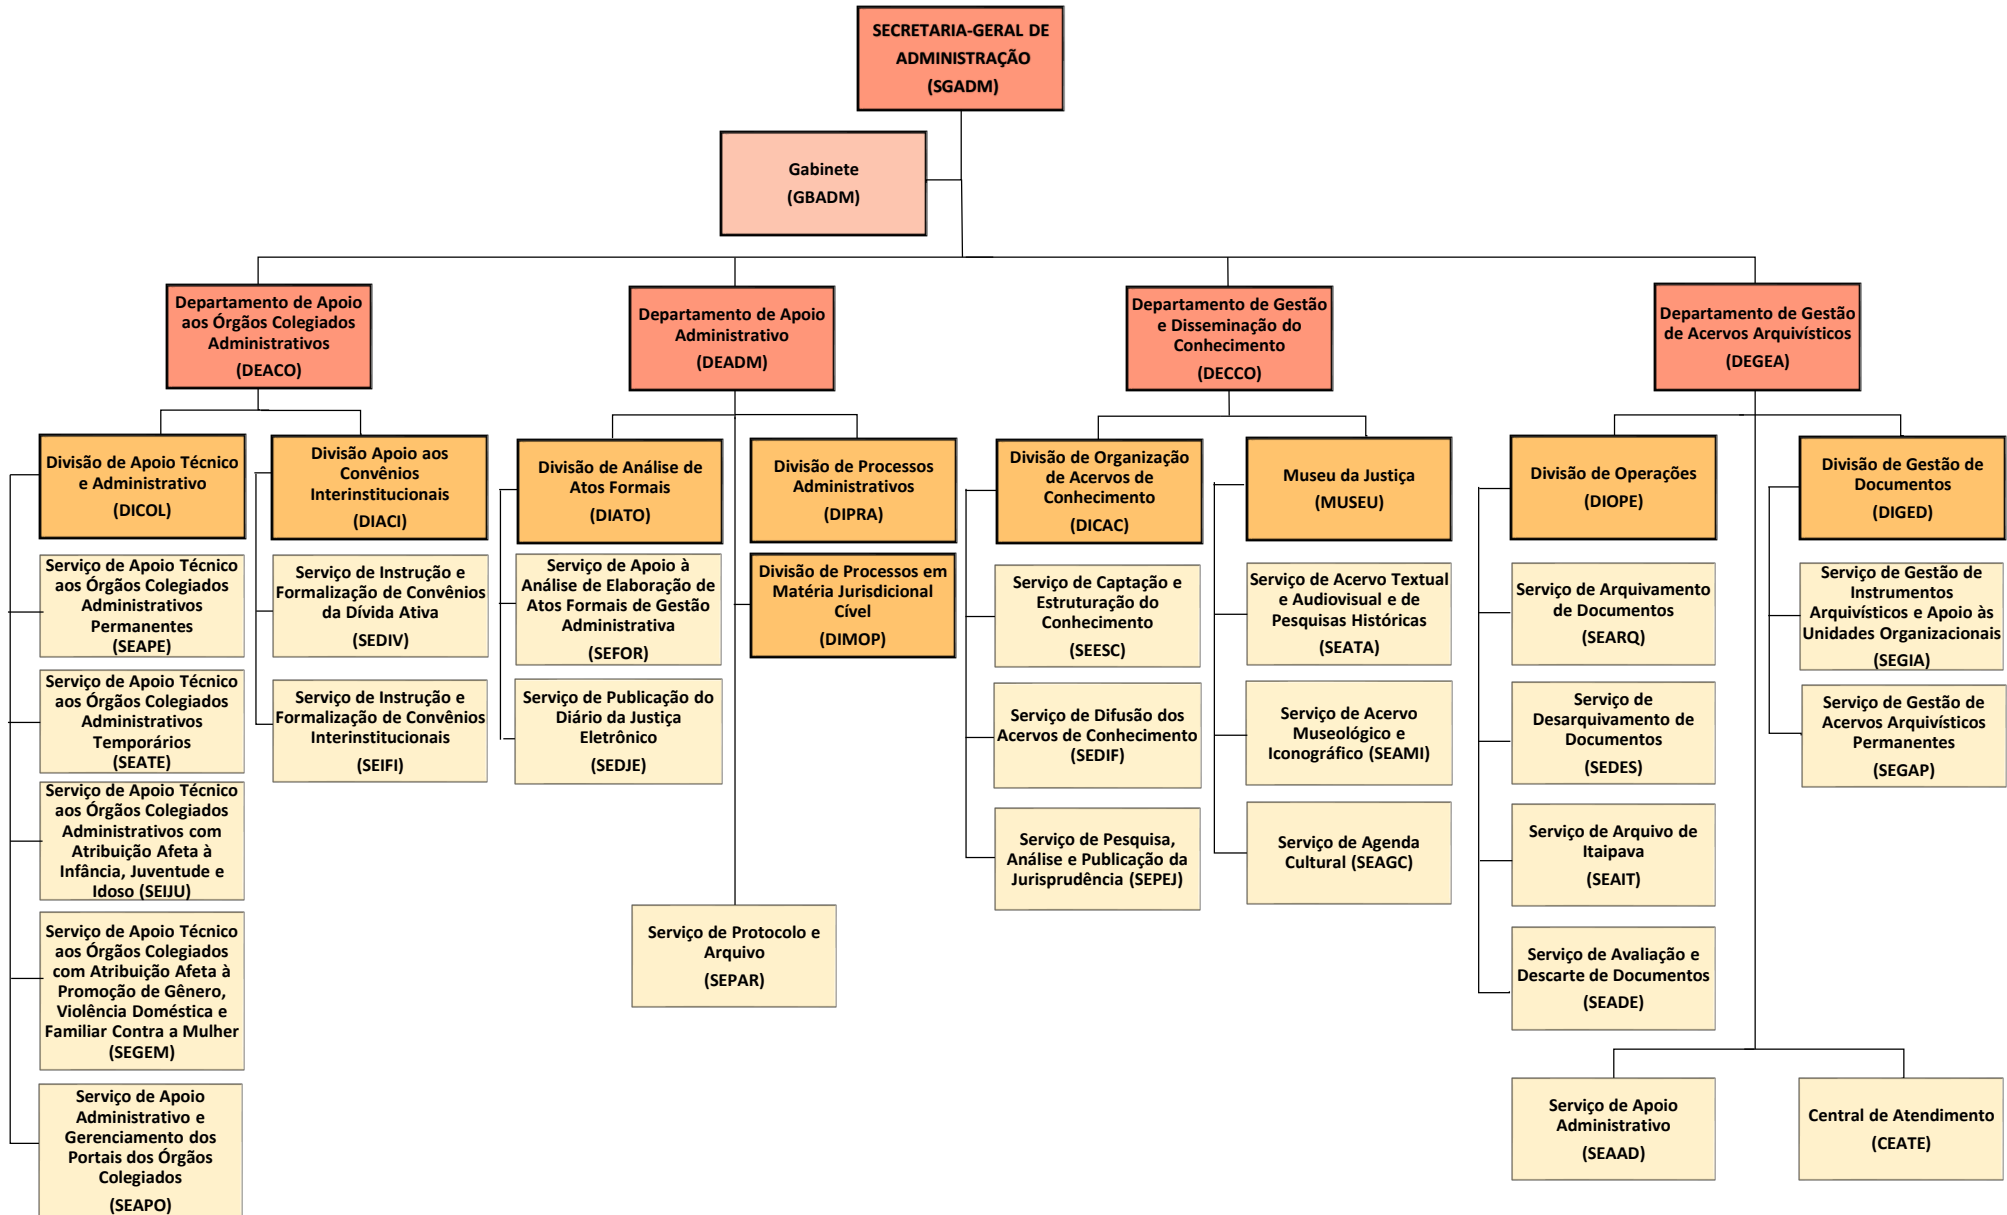 SECRETARIA-GERAL DE
ADMINISTRAÇÃO
(SGADM)
Gabinete
(GBADM)
Departamento de Apoio
aos Órgãos Colegiados
Administrativos
(DEACO)
Departamento de Apoio
Administrativo
(DEADM)
Departamento de Gestão
e Disseminação do
Conhecimento
(DECCO)
Departamento de Gestão
de Acervos Arquivísticos
(DEGEA)
Divisão de Apoio Técnico
e Administrativo
(DICOL)
Divisão Apoio aos
Convênios
Interinstitucionais
(DIACI)
Divisão de Análise de
Atos Formais
(DIATO)
Divisão de Processos
Administrativos
(DIPRA)
Divisão de Organização
de Acervos de
Conhecimento
(DICAC)
Museu da Justiça
(MUSEU)
Divisão de Operações
(DIOPE)
Divisão de Gestão de
Documentos
(DIGED)
Serviço de Apoio Técnico
aos Órgãos Colegiados
Administrativos
Permanentes
(SEAPE)
Serviço de Instrução e
Formalização de Convênios
da Dívida Ativa
(SEDIV)
Serviço de Apoio à
Análise de Elaboração de
Atos Formais de Gestão
Administrativa
(SEFOR)
Divisão de Processos em
Matéria Jurisdicional
Cível
(DIMOP)
Serviço de Captação e
Estruturação do
Conhecimento
(SEESC)
Serviço de Acervo Textual
e Audiovisual e de
Pesquisas Históricas
(SEATA)
Serviço de Arquivamento
de Documentos
(SEARQ)
Serviço de Gestão de
Instrumentos
Arquivísticos e Apoio às
Unidades Organizacionais
(SEGIA)
Serviço de Apoio Técnico
aos Órgãos Colegiados
Administrativos
Temporários
(SEATE)
Serviço de Instrução e
Formalização de Convênios
Interinstitucionais
(SEIFI)
Serviço de Publicação do
Diário da Justiça
Eletrônico
(SEDJE)
Serviço de Difusão dos
Acervos de Conhecimento
(SEDIF)
Serviço de Acervo
Museológico e
Iconográfico (SEAMI)
Serviço de
Desarquivamento de
Documentos
(SEDES)
Serviço de Gestão de
Acervos Arquivísticos
Permanentes
(SEGAP)
Serviço de Apoio Técnico
aos Órgãos Colegiados
Administrativos com
Atribuição Afeta à
Infância, Juventude e
Idoso (SEIJU)
Serviço de Pesquisa,
Análise e Publicação da
Jurisprudência (SEPEJ)
Serviço de Agenda
Cultural (SEAGC)
Serviço de Arquivo de
Itaipava
(SEAIT)
Serviço de Apoio Técnico
aos Órgãos Colegiados
com Atribuição Afeta à
Promoção de Gênero,
Violência Doméstica e
Familiar Contra a Mulher
(SEGEM)
Serviço de Protocolo e
Arquivo
(SEPAR)
Serviço de Avaliação e
Descarte de Documentos
(SEADE)
Serviço de Apoio
Administrativo e
Gerenciamento dos
Portais dos Órgãos
Colegiados
(SEAPO)
Serviço de Apoio
Administrativo
(SEAAD)
Central de Atendimento
(CEATE)